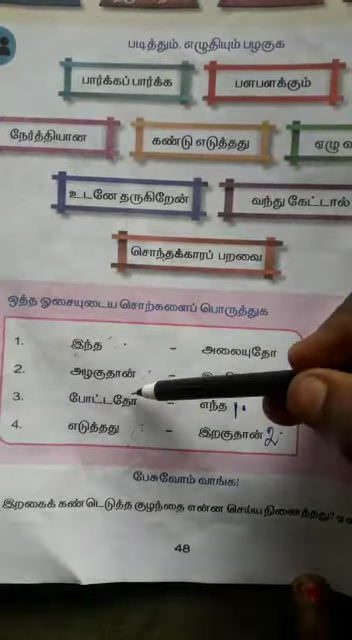 படித்தும், எழுதியும் பழகுக
பார்க்கப் பார்க்க பளபளக்கும்
நேர்த்தியான கண்டு எடுத்தது ஏழு
உடனே தருகிறேன் வந்து கேட்டால்
சொந்தக்காரப் பறவை
ஒத்த ஓசையுடைய சொற்களைப் பொருத்துக
1. இந்த - அலையுதோ
2. அழகுதான் -
3. போட்டதோ - எந்த 1.
4. எடுத்தது - இறகுதான் 2.
பேசுவோம் வாங்க!
இறகைக் கண்டெடுத்த குழந்தை என்ன செய்ய நினைத்தது?
48